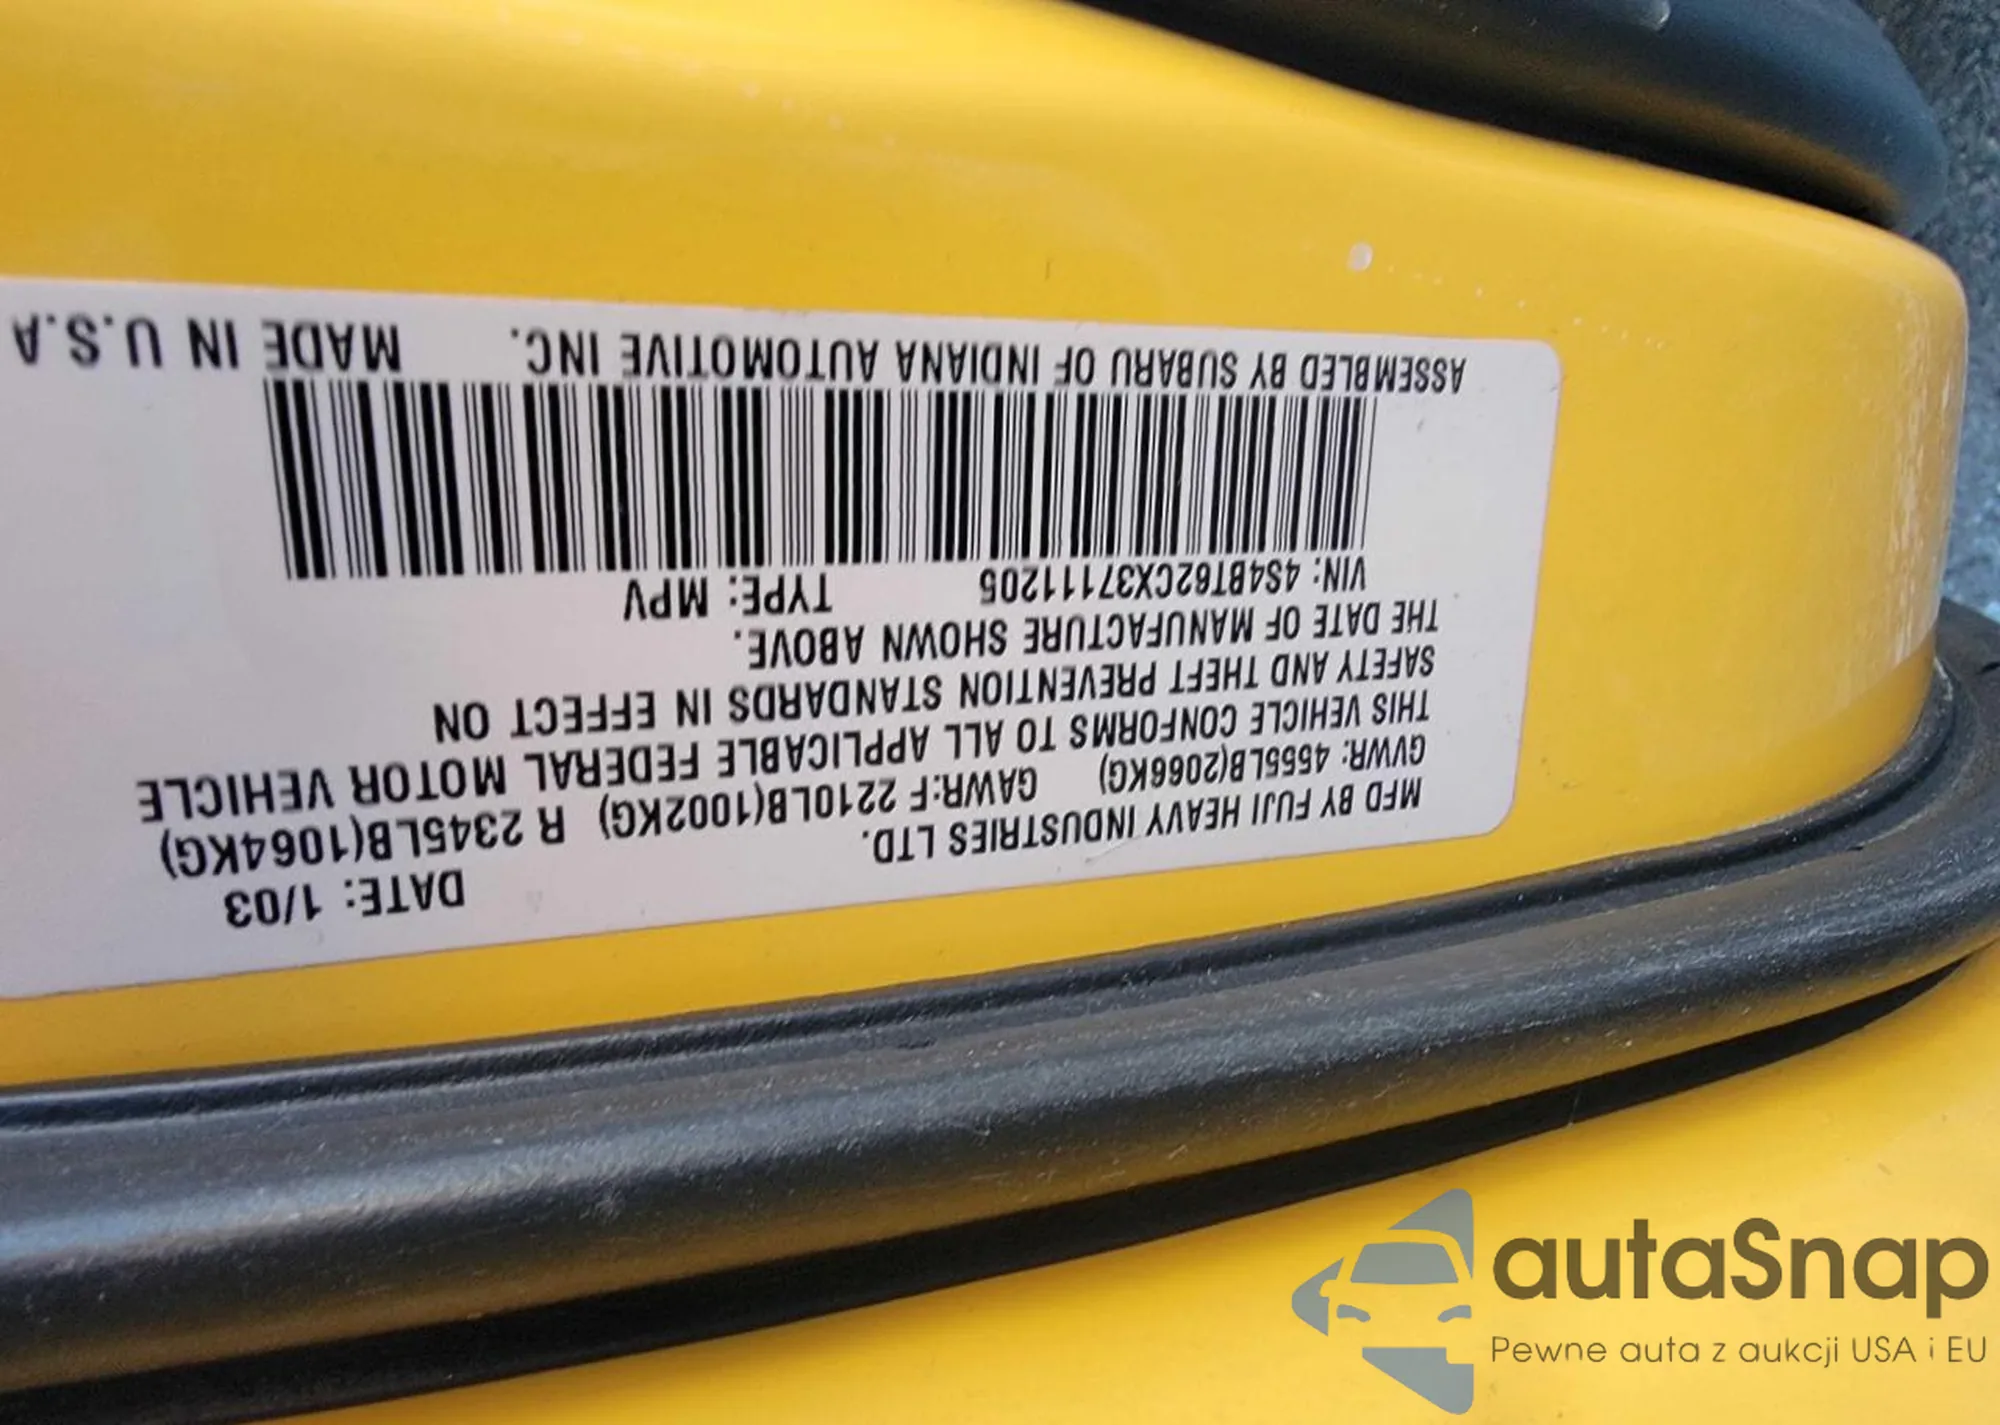 MFD BY FUJI HEAVY INDUSTRIES LTD. DATE: 1/03
GVWR: 4555LB(2066KG) GAWR:F 2210LB(1002KG) R 2345LB(1064KG)
THIS VEHICLE CONFORMS TO ALL APPLICABLE FEDERAL MOTOR VEHICLE
SAFETY AND THEFT PREVENTION STANDARDS IN EFFECT ON
THE DATE OF MANUFACTURE SHOWN ABOVE.
VIN: 4S4BT62CX37111205 TYPE: MPV
ASSEMBLED BY SUBARU OF INDIANA AUTOMOTIVE INC. MADE IN U.S.A
autaSnap
Pewne auta z aukcji USA i EU